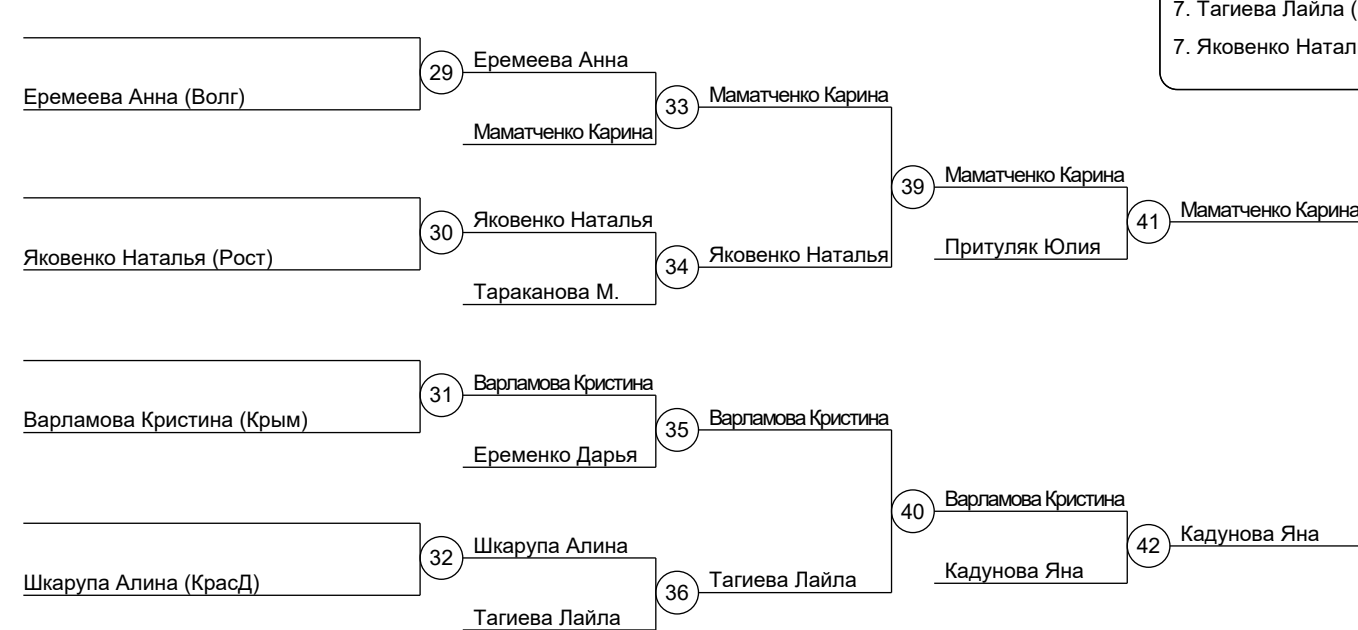 7. Тагиева Лайла (
7. Яковенко Натал
29
Еремеева Анна
Еремеева Анна (Волг)
33
Маматченко Карина
Маматченко Карина
39
Маматченко Карина
30
Яковенко Наталья
Яковенко Наталья (Рост)
34
Яковенко Наталья
Тараканова М.
41
Маматченко Карина
Притуляк Юлия
31
Варламова Кристина
Варламова Кристина (Крым)
35
Варламова Кристина
Еременко Дарья
40
Варламова Кристина
32
Шкарупа Алина
Шкарупа Алина (КрасД)
36
Тагиева Лайла
Тагиева Лайла
42
Кадунова Яна
Кадунова Яна